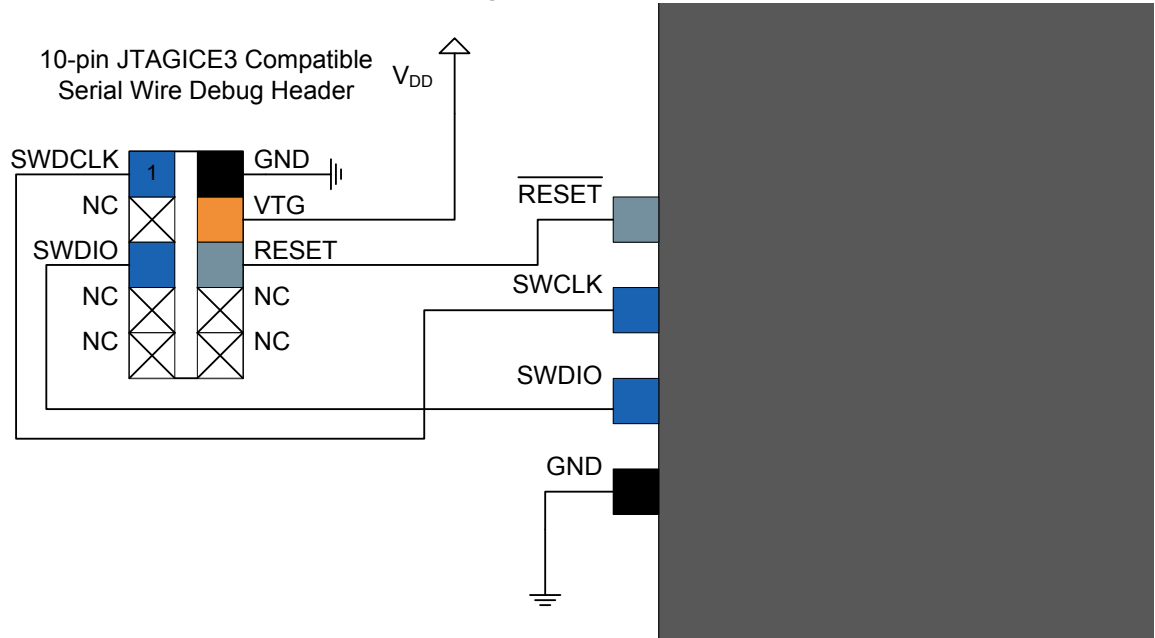 10-pin JTAGICE3 Compatible
Serial Wire Debug Header
VDD
SWDCLK
1
GND
NC
VTG
SWDIO
RESET
NC
NC
NC
NC
RESET
SWCLK
SWDIO
GND